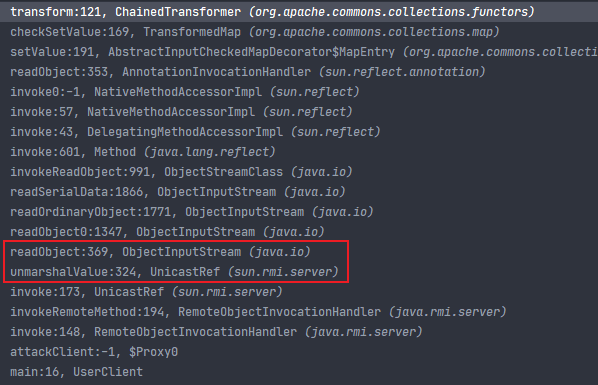 transform:121, ChainedTransformer (org.apache.commons.collections.functors)
checkSetValue:169, TransformedMap (org.apache.commons.collections.map)
setValue:191, AbstractInputCheckedMapDecorator$MapEntry (org.apache.commons.collectio
readObject:353, AnnotationInvocationHandler (sun.reflect.annotation)
invoke0:-1, NativeMethodAccessorImpl (sun.reflect)
invoke:57, NativeMethodAccessorImpl (sun.reflect)
invoke:43, DelegatingMethodAccessorImpl (sun.reflect)
invoke:601, Method (java.lang.reflect)
invokeReadObject:991, ObjectStreamClass (java.io)
readSerialData:1866, ObjectInputStream (java.io)
readOrdinaryObject:1771, ObjectInputStream (java.io)
readObject0:1347, ObjectInputStream (java.io)
readObject:369, ObjectInputStream (java.io)
unmarshalValue:324, UnicastRef (sun.rmi.server)
invoke:173, UnicastRef (sun.rmi.server)
invokeRemoteMethod:194, RemoteObjectInvocationHandler (java.rmi.server)
invoke:148, RemoteObjectInvocationHandler (java.rmi.server)
attackClient:-1, $Proxy0
main:16, UserClient